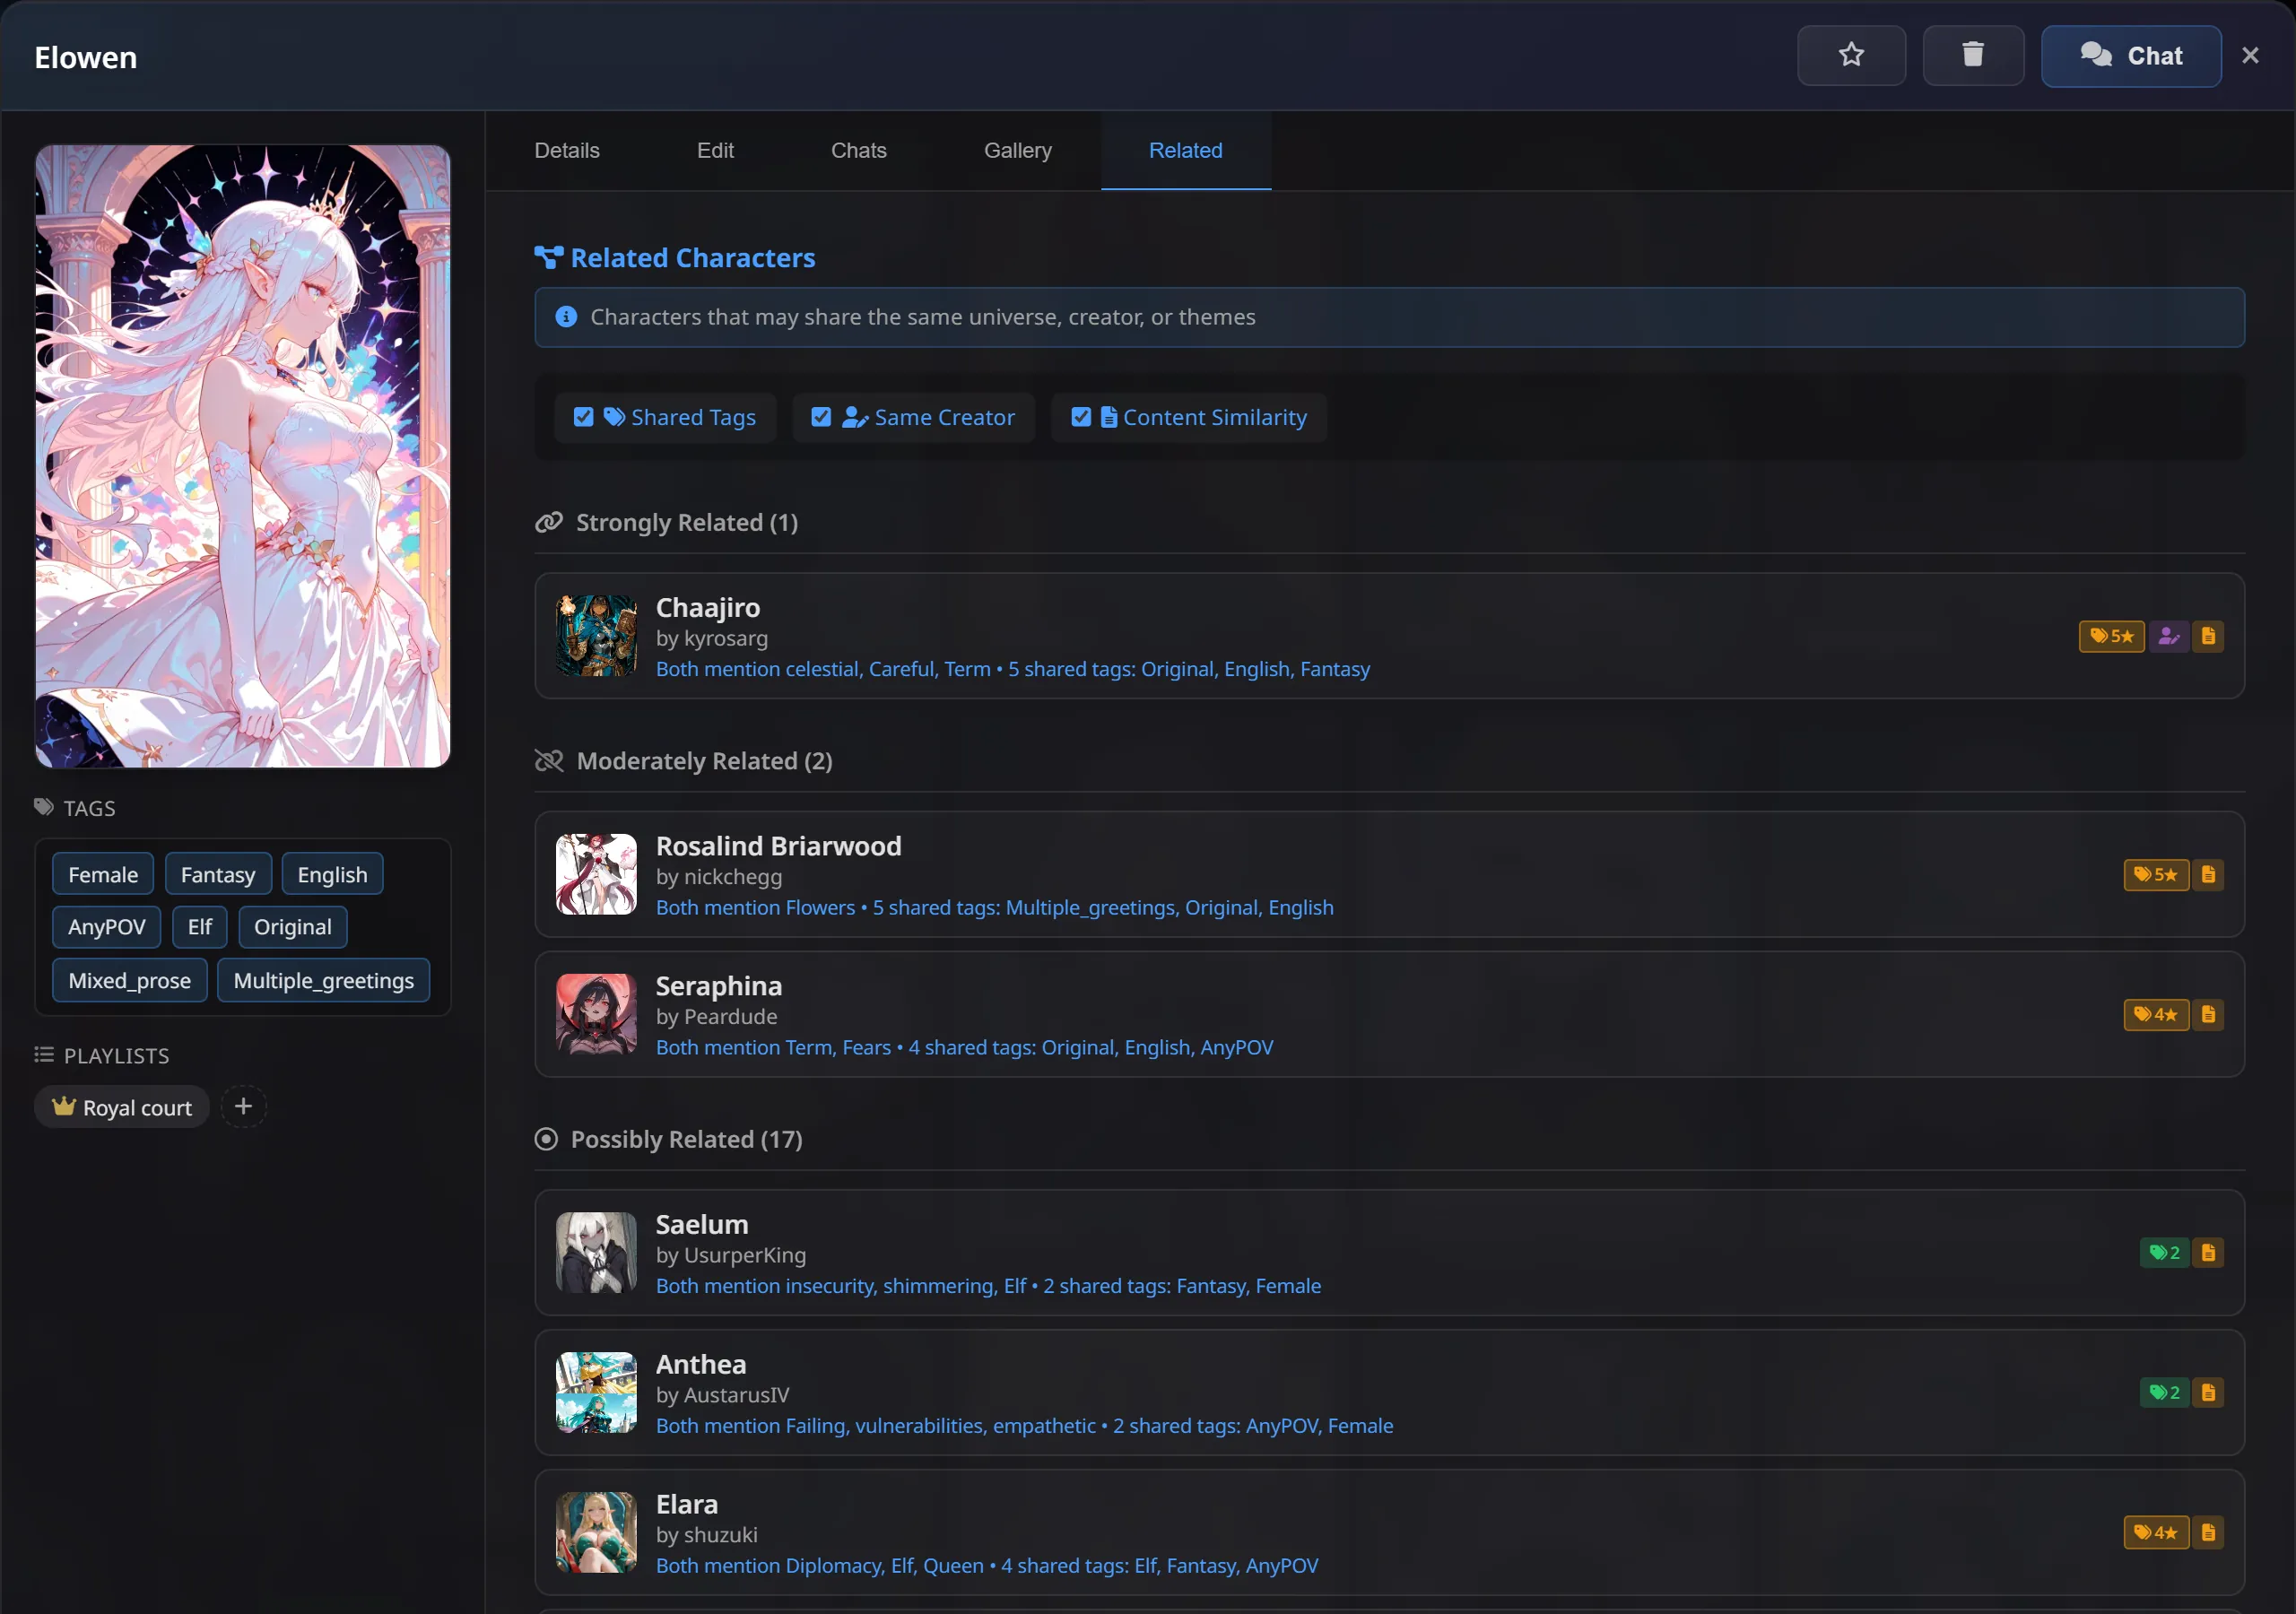 Elowen
Chat
Details
Edit
Chats
Gallery
Related
Related Characters
Characters that may share the same universe, creator, or themes
Shared Tags
Same Creator
Content Similarity
Strongly Related (1)
Chaajiro
by kyrosarg
Both mention celestial, Careful, Term • 5 shared tags: Original, English, Fantasy
5★
Moderately Related (2)
Rosalind Briarwood
by nickchegg
Both mention Flowers • 5 shared tags: Multiple_greetings, Original, English
5★
Seraphina
by Peardude
Both mention Term, Fears • 4 shared tags: Original, English, AnyPOV
4★
Possibly Related (17)
Saelum
by UsurperKing
Both mention insecurity, shimmering, Elf • 2 shared tags: Fantasy, Female
2
Anthea
by AustarusIV
Both mention Failing, vulnerabilities, empathetic • 2 shared tags: AnyPOV, Female
2
Elara
by shuzuki
Both mention Diplomacy, Elf, Queen • 4 shared tags: Elf, Fantasy, AnyPOV
4★
TAGS
Female
Fantasy
English
AnyPOV
Elf
Original
Mixed_prose
Multiple_greetings
PLAYLISTS
Royal court